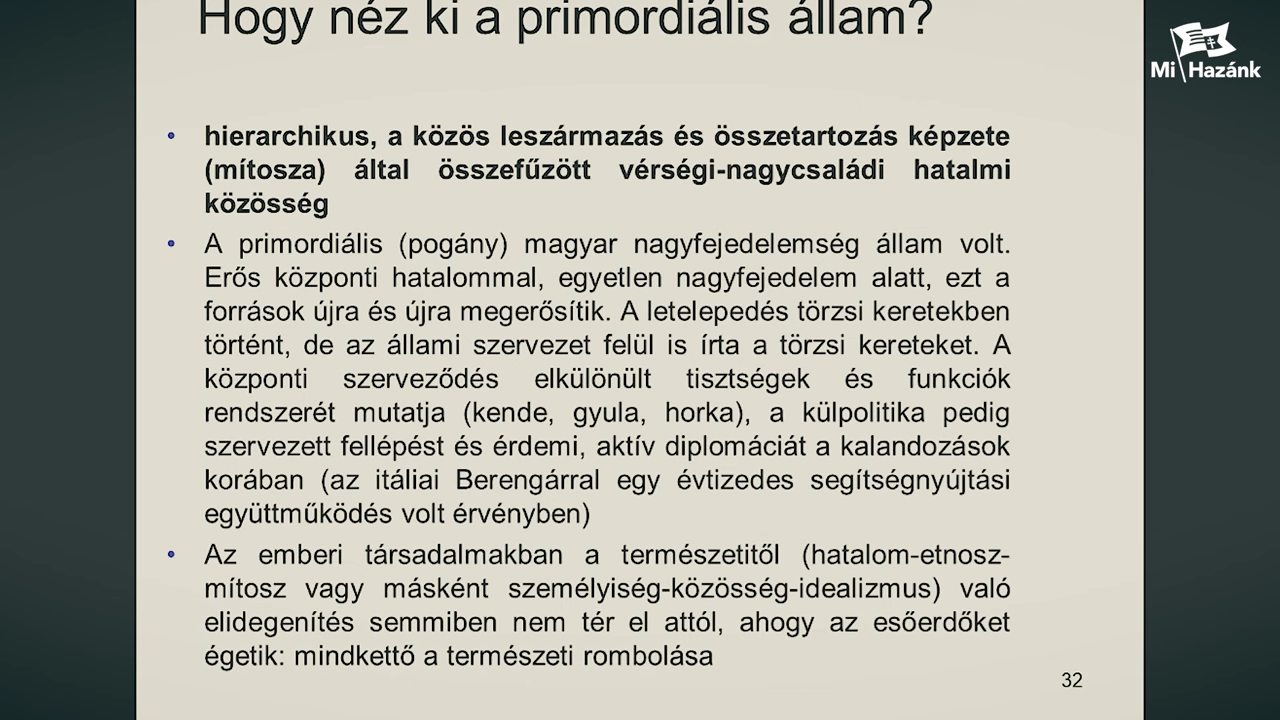 Hogy néz ki a primordiális állam?
Mi Hazánk
• hierarchikus, a közös leszármazás és összetartozás képzete
(mítosza) által összefűzött vérségi-nagycsaládi hatalmi
közösség
• A primordiális (pogány) magyar nagyfejedelemség állam volt.
Erős központi hatalommal, egyetlen nagyfejedelem alatt, ezt a
források újra és újra megerősítik. A letelepedés törzsi keretekben
történt, de az állami szervezet felül is írta a törzsi kereteket. A
központi szerveződés elkülönült tisztségek és funkciók
rendszerét mutatja (kende, gyula, horka), a külpolitika pedig
szervezett fellépést és érdemi, aktív diplomáciát a kalandozások
korában (az itáliai Berengárral egy évtizedes segítségnyújtási
együttműködés volt érvényben)
• Az emberi társadalmakban a természetitől (hatalom-etnosz-
mítosz vagy másként személyiség-közösség-idealizmus) való
elidegenítés semmiben nem tér el attól, ahogy az esőerdőket
égetik: mindkettő a természeti rombolása
32